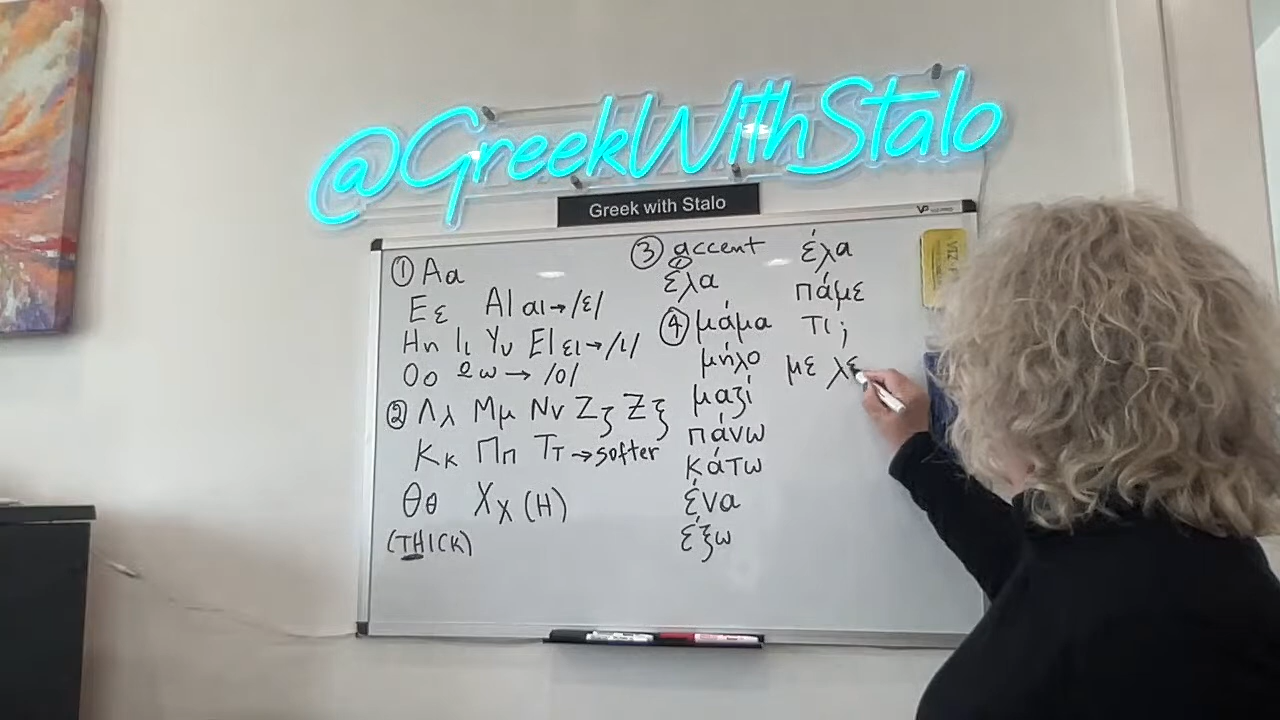 @GreekWithStalo
Greek with Stalo
① Αα
Εε ΑΙ αι→/ε/
Ηη Ιι Υυ ΕΙ ει→/ι/
Οο Ωω→ /ο/
② Λλ Μμ Νν Ζζ Ξξ
Κκ Ππ Ττ→softer
Θθ Χχ (H)
(THICK)
③ accent
έλα
④ μάμα
μήλο
μαζί
πάνω
κάτω
ένα
έξω
έλα
πάμε
τι;
με λε